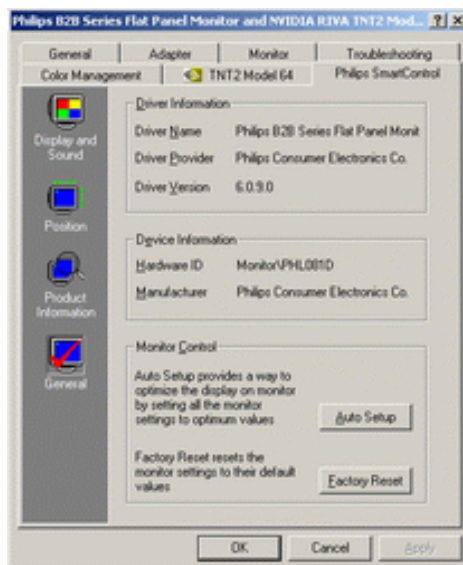 Philips B2B Series Flat Panel Monitor and NVIDIA RIVA TNT2 Mod...
General Adapter Monitor Troubleshooting
Color Management TNT2 Model 64 Philips SmartControl
Display and
Sound
Position
Product
Information
General
Driver Information
Driver Name Philips B2B Series Flat Panel Monit
Driver Provider Philips Consumer Electronics Co.
Driver Version 6.0.9.0
Device Information
Hardware ID Monitor\PHL081D
Manufacturer Philips Consumer Electronics Co.
Monitor Control
Auto Setup provides a way to
optimize the display on monitor
by setting all the monitor
settings to optimum values
Auto Setup
Factory Reset resets the
monitor settings to their default
values
Factory Reset
OK Cancel Apply